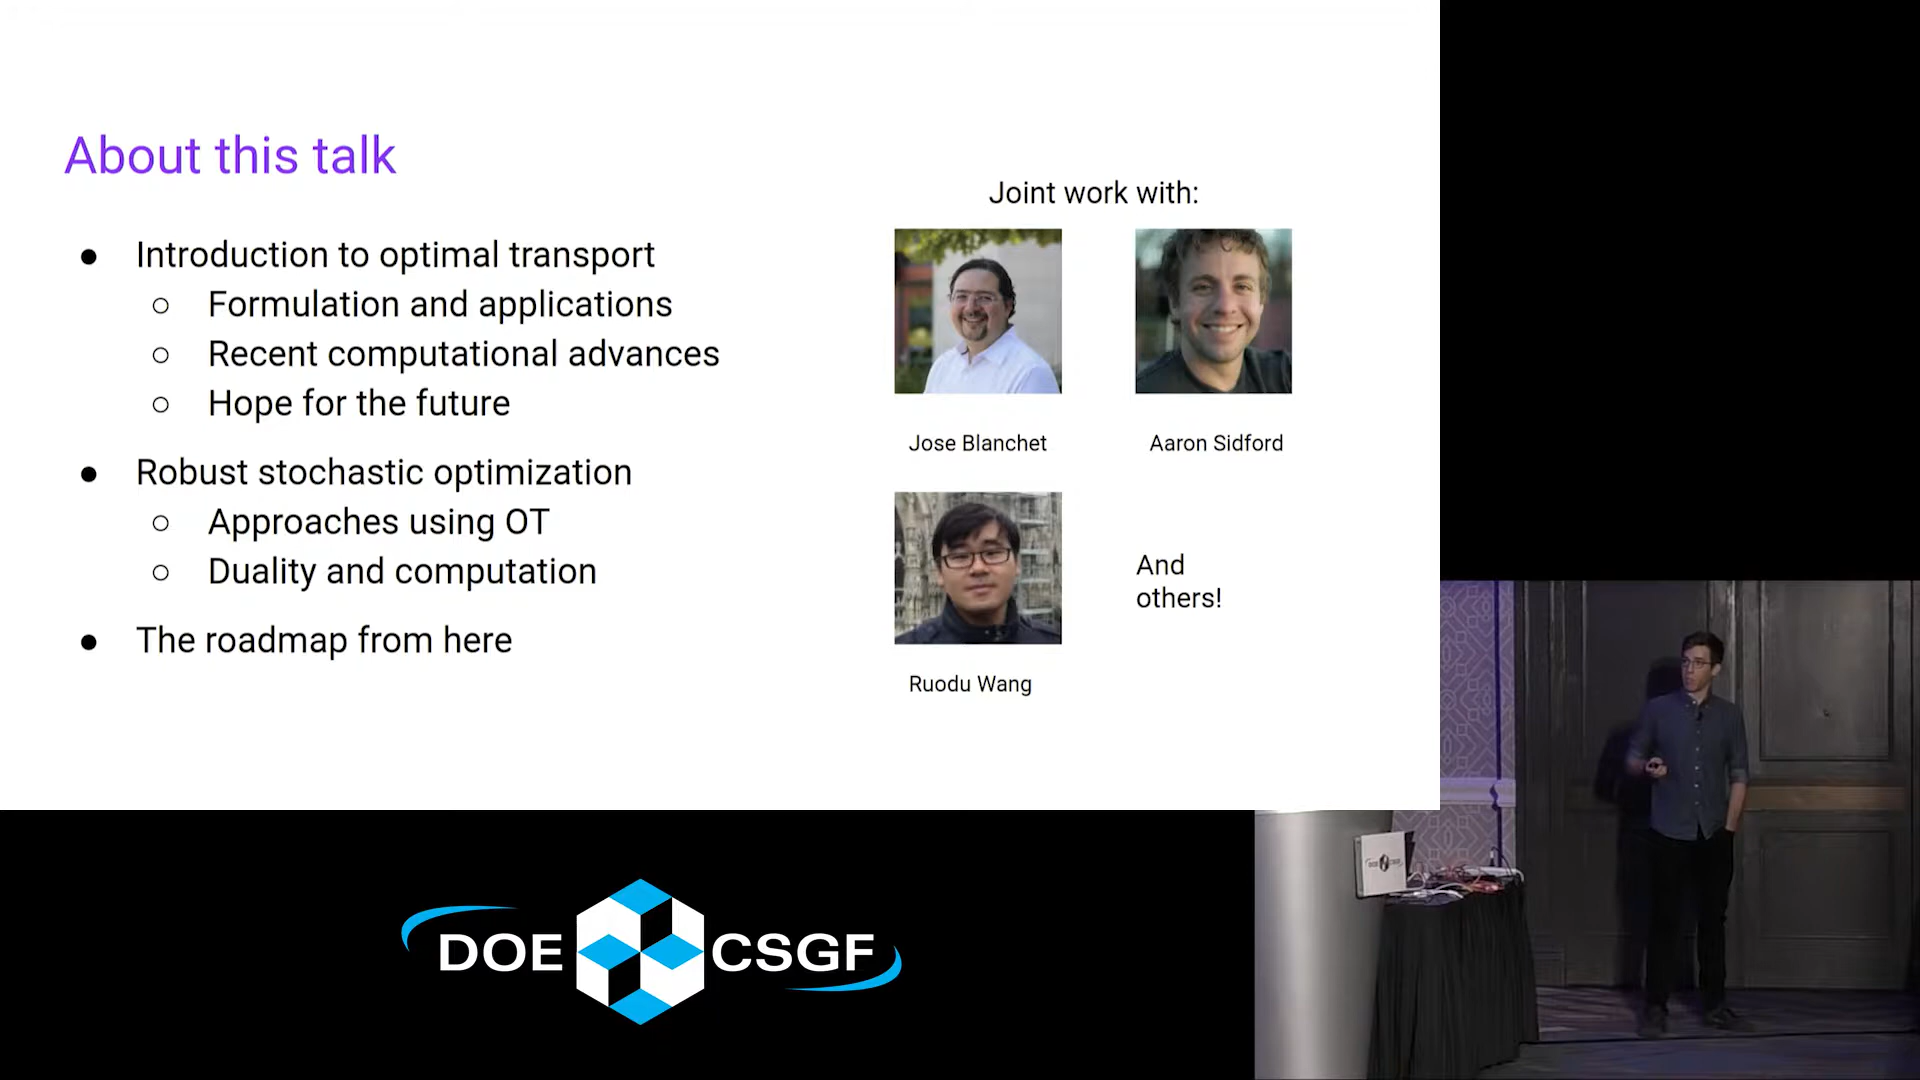 About this talk
● Introduction to optimal transport
○ Formulation and applications
○ Recent computational advances
○ Hope for the future
● Robust stochastic optimization
○ Approaches using OT
○ Duality and computation
● The roadmap from here
Joint work with:
Jose Blanchet
Aaron Sidford
Ruodu Wang
And
others!
DOE CSGF
DOE CSGF